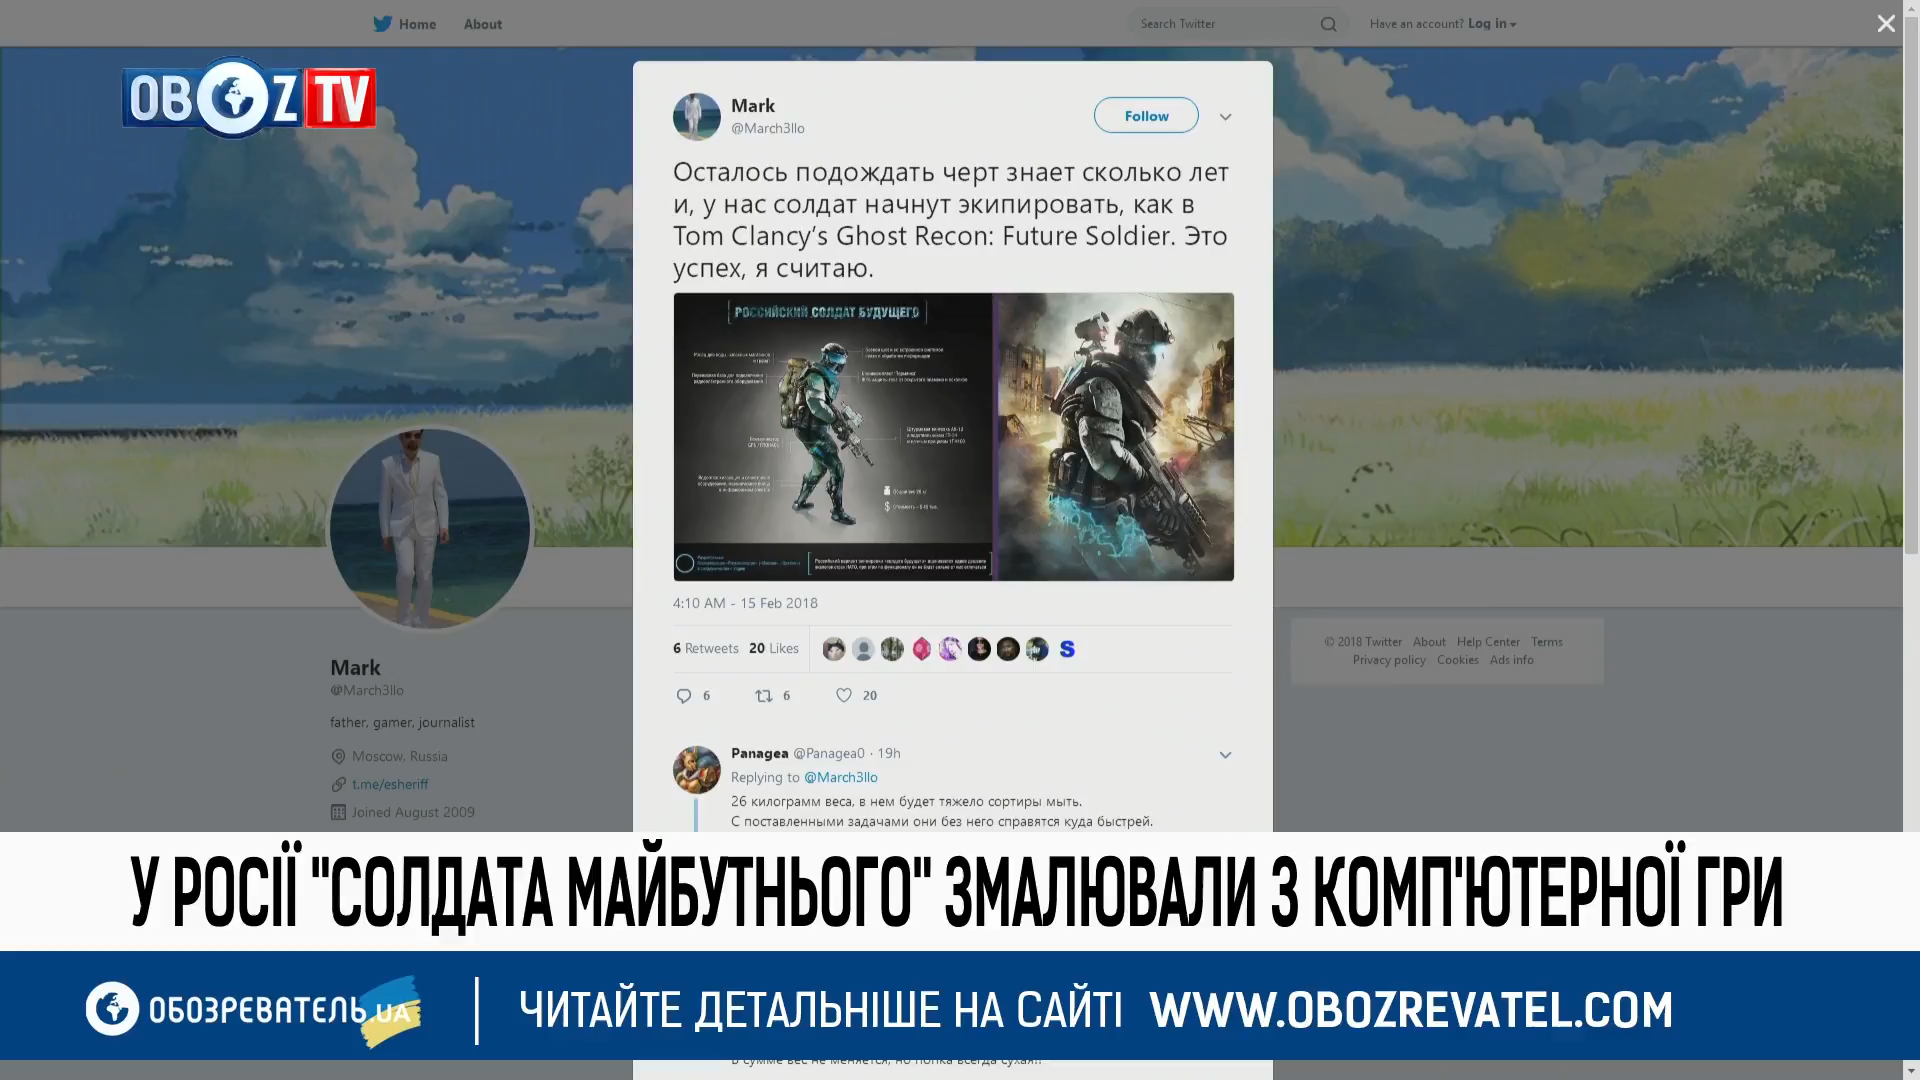 Home
About
Search Twitter
Have an account? Log in
OBOZ TV
Mark
@March3llo
Follow
Осталось подождать черт знает сколько лет
и, у нас солдат начнут экипировать, как в
Tom Clancy’s Ghost Recon: Future Soldier. Это
успех, я считаю.
РОССИЙСКИЙ СОЛДАТ БУДУЩЕГО
4:10 AM - 15 Feb 2018
6 Retweets 20 Likes
S
6 6 20
Mark
@March3llo
father, gamer, journalist
Moscow, Russia
t.me/esheriff
Joined August 2009
© 2018 Twitter About Help Center Terms
Privacy policy Cookies Ads info
Panagea @Panagea0 · 19h
Replying to @March3llo
26 килограмм веса, в нем будет тяжело сортиры мыть.
С поставленными задачами они без него справятся куда быстрей.
У РОСІЇ "СОЛДАТА МАЙБУТНЬОГО" ЗМАЛЮВАЛИ З КОМП'ЮТЕРНОЇ ГРИ
ОБОЗРЕВАТЕЛЬ.UA
ЧИТАЙТЕ ДЕТАЛЬНІШЕ НА САЙТІ WWW.OBOZREVATEL.COM